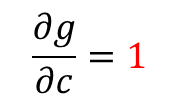 ∂g/∂c = 1